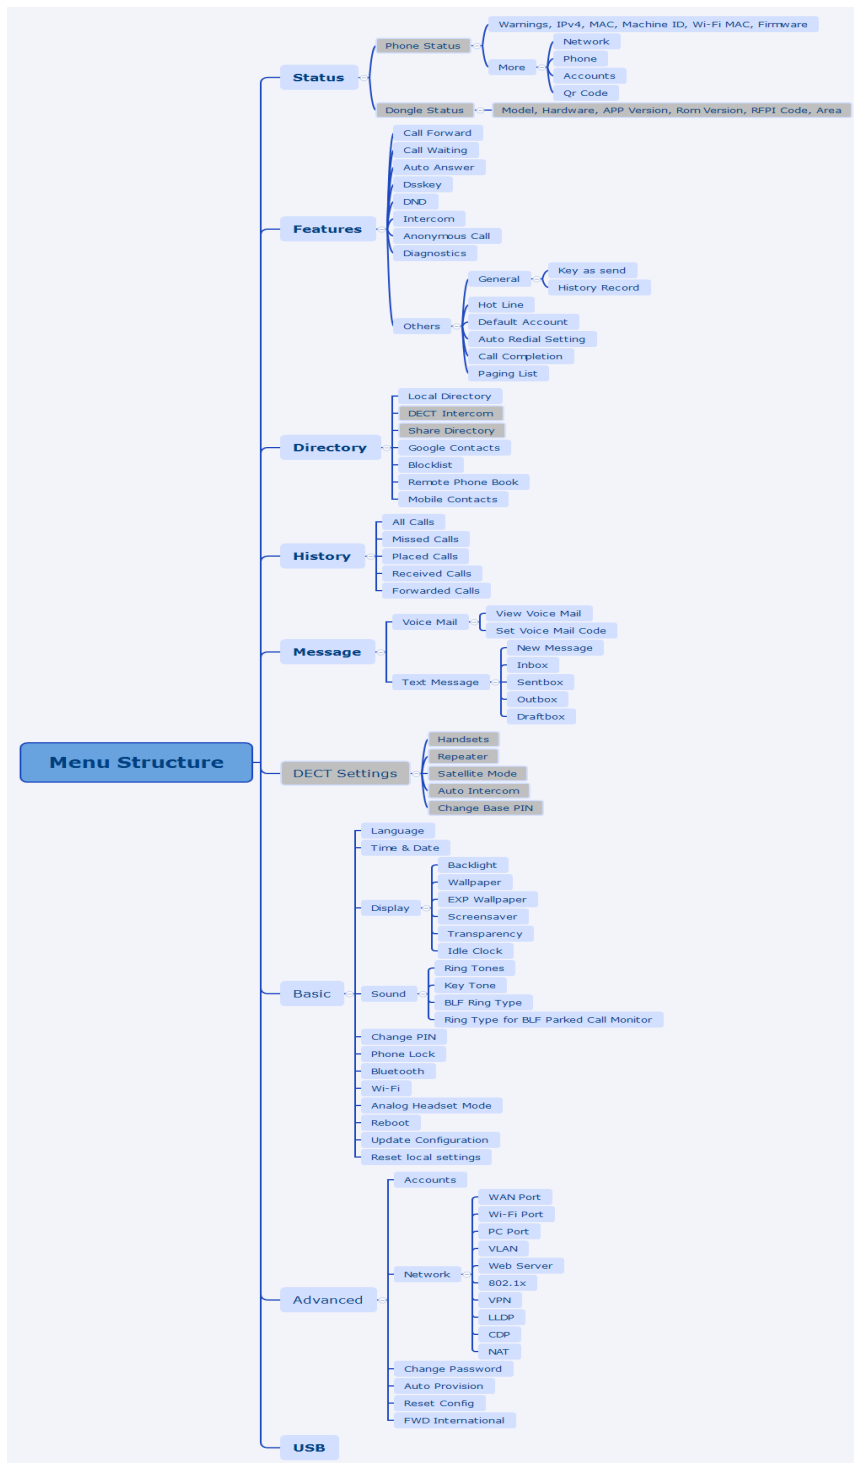 Menu Structure
Status
Phone Status
Warnings, IPv4, MAC, Machine ID, Wi-Fi MAC, Firmware
More
Network
Phone
Accounts
Qr Code
Dongle Status
Model, Hardware, APP Version, Rom Version, RFPI Code, Area
Features
Call Forward
Call Waiting
Auto Answer
Dsskey
DND
Intercom
Anonymous Call
Diagnostics
Others
General
Key as send
History Record
Hot Line
Default Account
Auto Redial Setting
Call Completion
Paging List
Directory
Local Directory
DECT Intercom
Share Directory
Google Contacts
Blocklist
Remote Phone Book
Mobile Contacts
History
All Calls
Missed Calls
Placed Calls
Received Calls
Forwarded Calls
Message
Voice Mail
View Voice Mail
Set Voice Mail Code
Text Message
New Message
Inbox
Sentbox
Outbox
Draftbox
DECT Settings
Handsets
Repeater
Satellite Mode
Auto Intercom
Change Base PIN
Basic
Language
Time & Date
Display
Backlight
Wallpaper
EXP Wallpaper
Screensaver
Transparency
Idle Clock
Sound
Ring Tones
Key Tone
BLF Ring Type
Ring Type for BLF Parked Call Monitor
Change PIN
Phone Lock
Bluetooth
Wi-Fi
Analog Headset Mode
Reboot
Update Configuration
Reset local settings
Advanced
Accounts
Network
WAN Port
Wi-Fi Port
PC Port
VLAN
Web Server
802.1x
VPN
LLDP
CDP
NAT
Change Password
Auto Provision
Reset Config
FWD International
USB